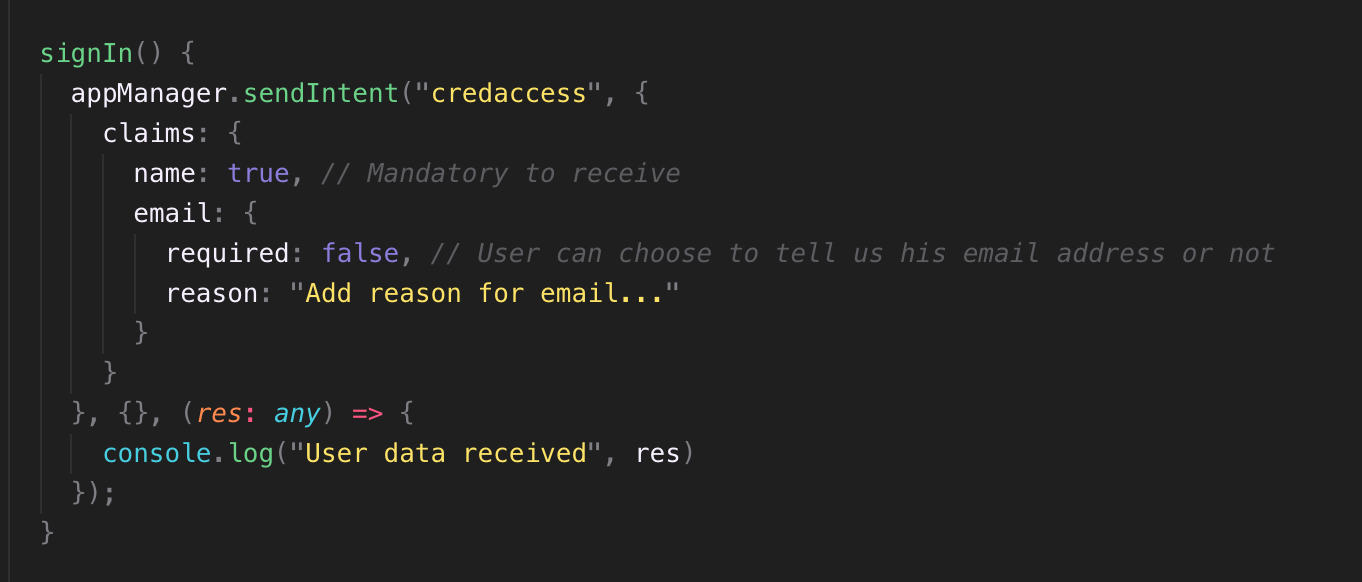 signIn() {
  appManager.sendIntent("credaccess", {
    claims: {
      name: true, // Mandatory to receive
      email: {
        required: false, // User can choose to tell us his email address or not
        reason: "Add reason for email..."
      }
    }
  }, {}, (res: any) => {
    console.log("User data received", res)
  });
}